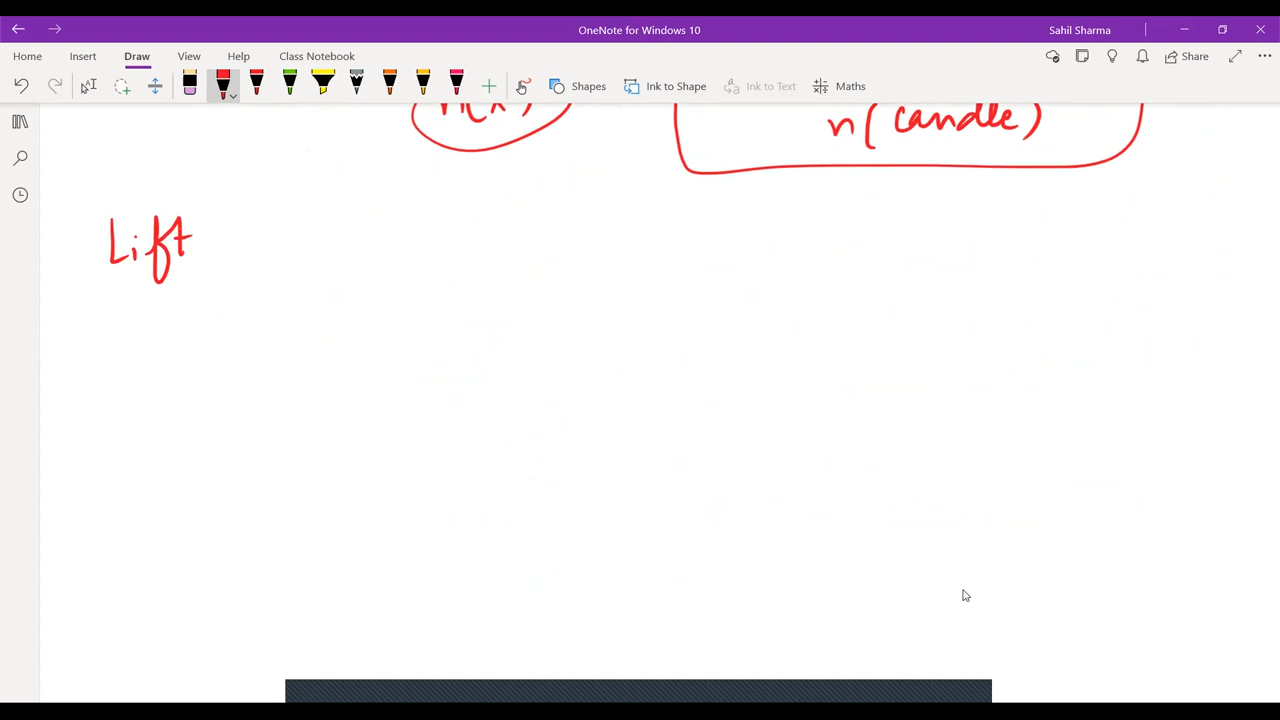 OneNote for Windows 10
Sahil Sharma
Home Insert Draw View Help Class Notebook
Share
Shapes
Ink to Shape
Ink to Text
Maths
n(x)
n(candle)
Lift